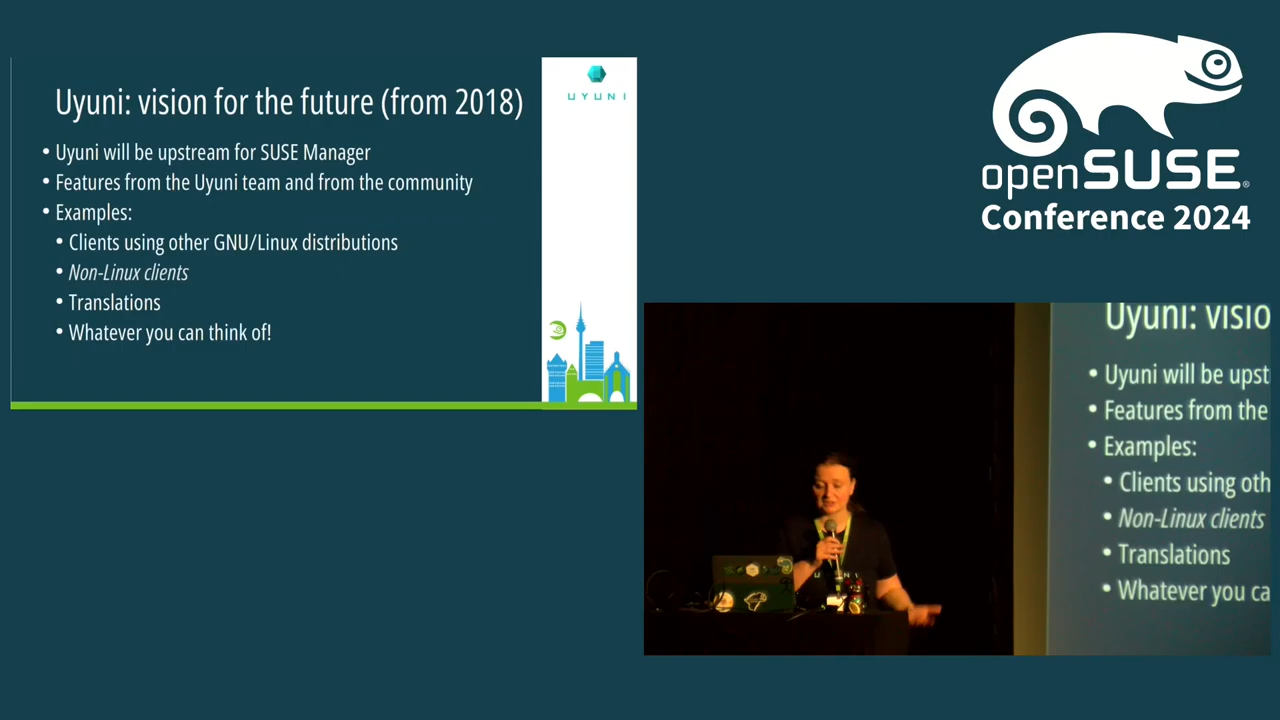 Uyuni: vision for the future (from 2018)
• Uyuni will be upstream for SUSE Manager
• Features from the Uyuni team and from the community
• Examples:
• Clients using other GNU/Linux distributions
• Non-Linux clients
• Translations
• Whatever you can think of!
UYUNI
openSUSE®
Conference 2024
Uyuni: visio
• Uyuni will be upst
• Features from the
• Examples:
• Clients using oth
• Non-Linux clients
• Translations
• Whatever you ca
UYUNI